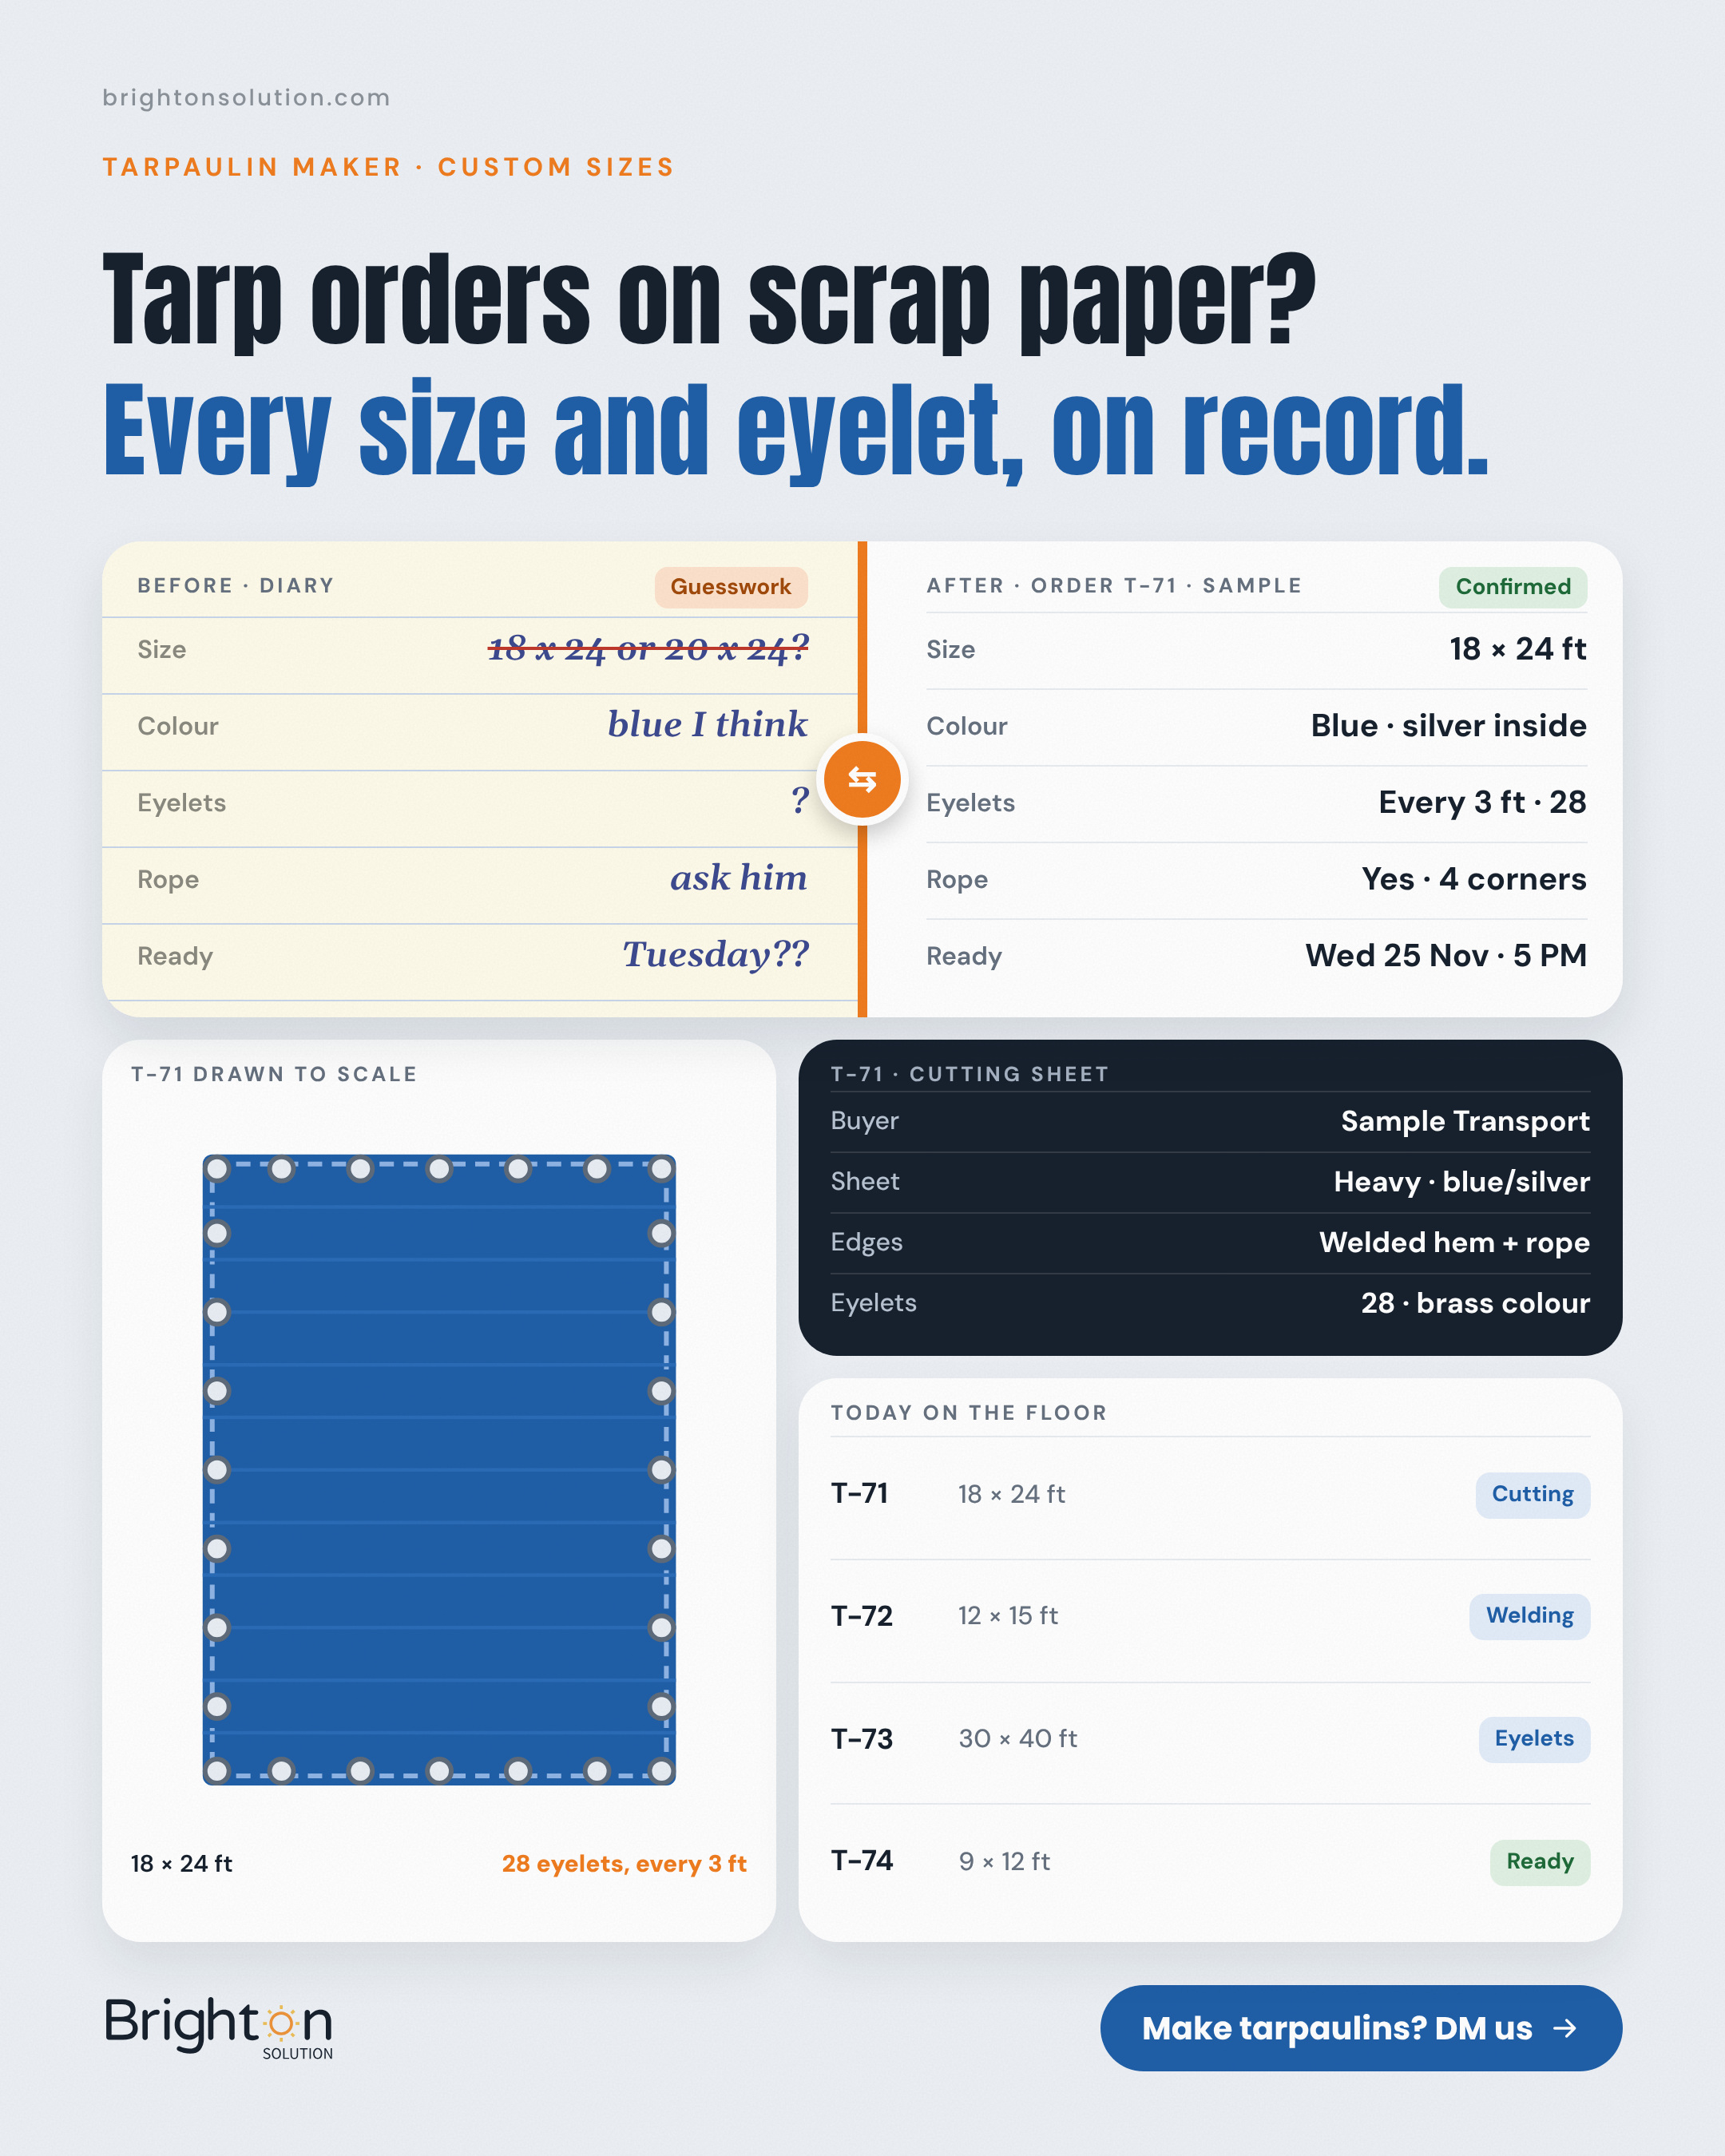 brightonsolution.com
TARPAULIN MAKER · CUSTOM SIZES
Tarp orders on scrap paper?
Every size and eyelet, on record.
BEFORE · DIARY Guesswork
Size 18 x 24 or 20 x 24?
Colour blue I think
Eyelets ?
Rope ask him
Ready Tuesday??
AFTER · ORDER T-71 · SAMPLE Confirmed
Size 18 × 24 ft
Colour Blue · silver inside
Eyelets Every 3 ft · 28
Rope Yes · 4 corners
Ready Wed 25 Nov · 5 PM
T-71 DRAWN TO SCALE
18 × 24 ft 28 eyelets, every 3 ft
T-71 · CUTTING SHEET
Buyer Sample Transport
Sheet Heavy · blue/silver
Edges Welded hem + rope
Eyelets 28 · brass colour
TODAY ON THE FLOOR
T-71 18 × 24 ft Cutting
T-72 12 × 15 ft Welding
T-73 30 × 40 ft Eyelets
T-74 9 × 12 ft Ready
Brighton
SOLUTION
Make tarpaulins? DM us →